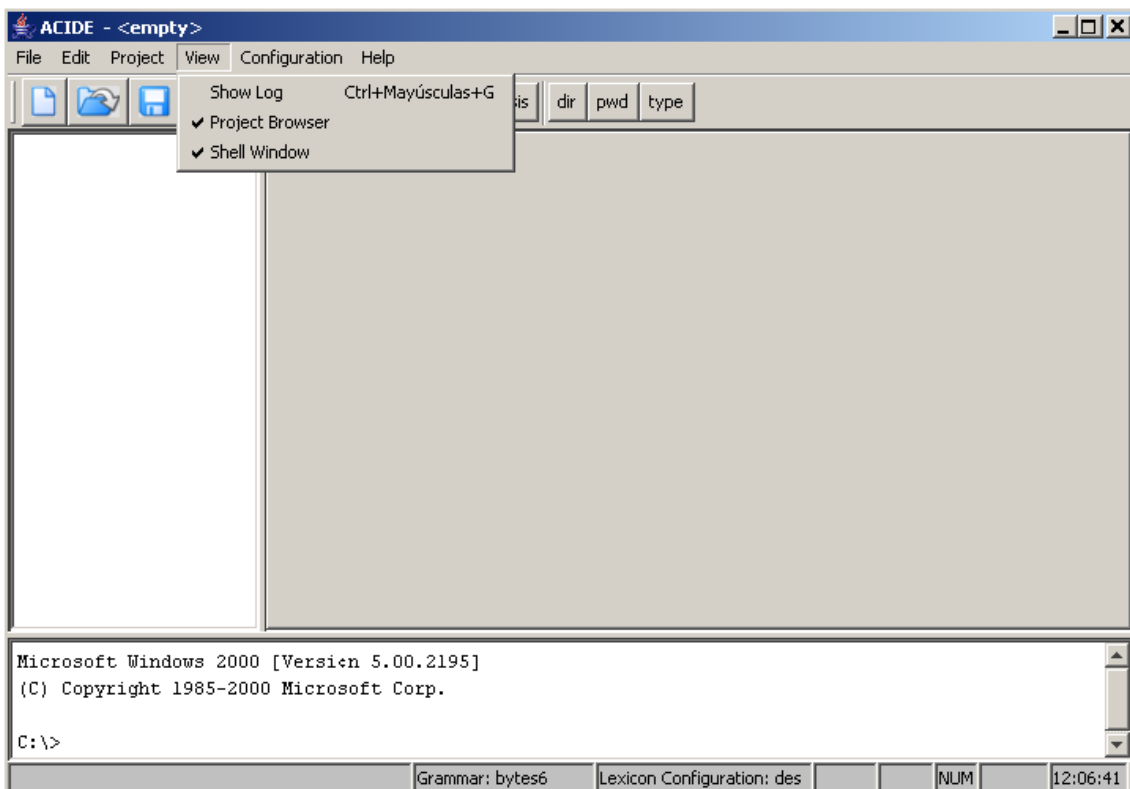 ACIDE - <empty>
File Edit Project View Configuration Help
Show Log Ctrl+Mayúsculas+G
sis dir pwd type
✔ Project Browser
✔ Shell Window
Microsoft Windows 2000 [Versi¢n 5.00.2195]
(C) Copyright 1985-2000 Microsoft Corp.
C:\>
Grammar: bytes6 Lexicon Configuration: des NUM 12:06:41